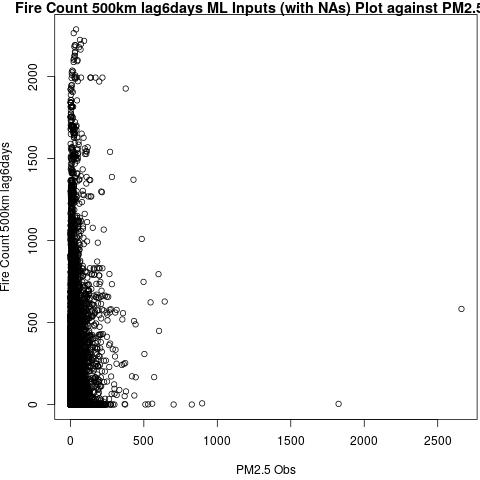 Fire Count 500km lag6days ML Inputs (with NAs) Plot against PM2.5
Fire Count 500km lag6days
2000
1500
1000
500
0
0 500 1000 1500 2000 2500
PM2.5 Obs